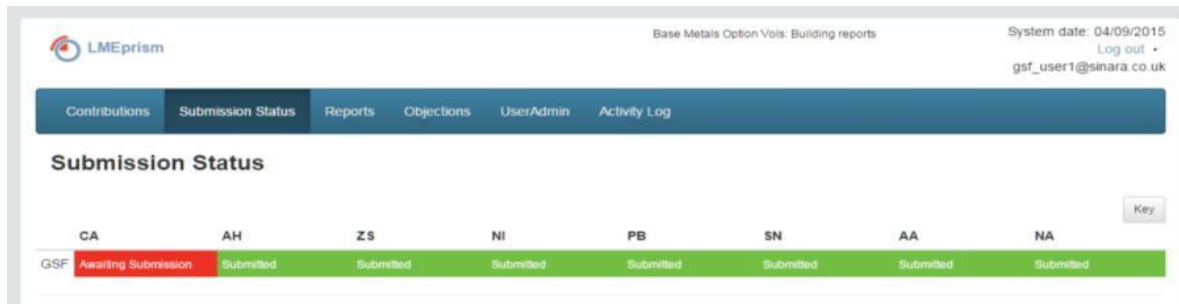 LMEprism
Base Metals Option Vols: Building reports
System date: 04/09/2015
Log out •
gsf_user1@sinara.co.uk
Contributions Submission Status Reports Objections UserAdmin Activity Log
Submission Status
Key
CA AH ZS NI PB SN AA NA
GSF Awaiting Submission Submitted Submitted Submitted Submitted Submitted Submitted Submitted